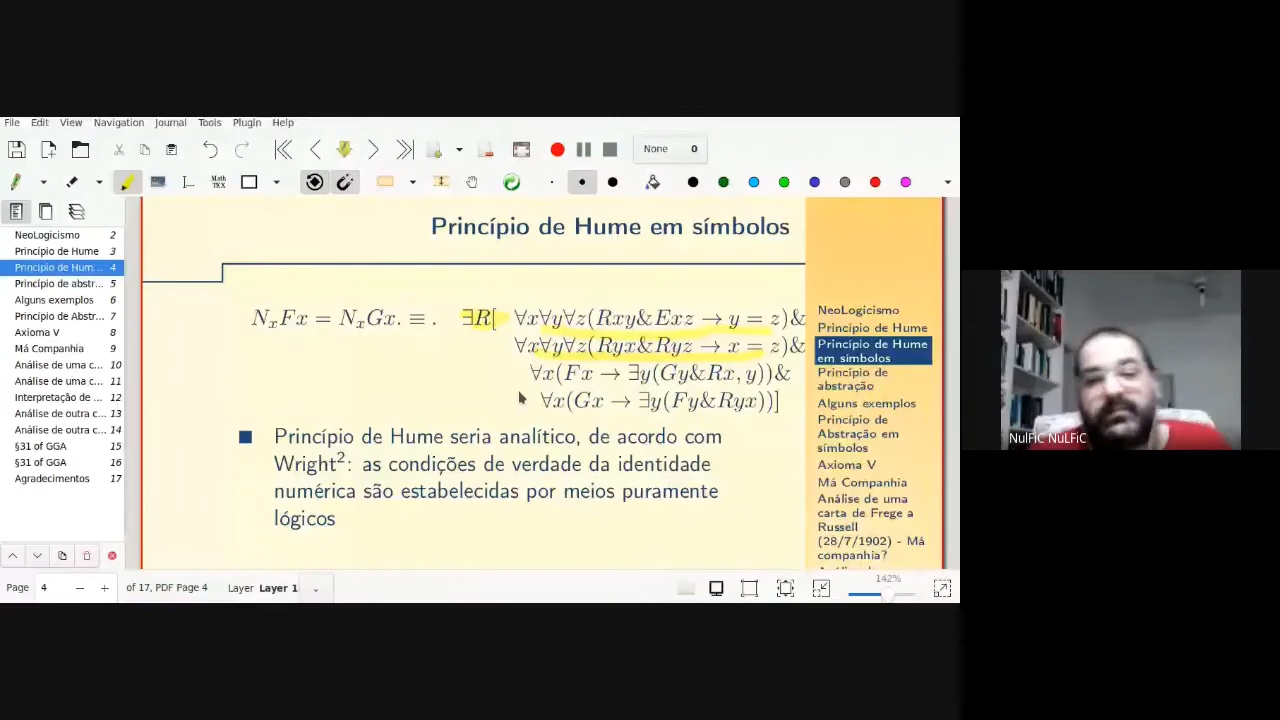 File Edit View Navigation Journal Tools Plugin Help
None 0
Math TEX
NeoLogicismo 2
Princípio de Hume 3
Princípio de Hum... 4
Princípio de abstr... 5
Alguns exemplos 6
Princípio de Abstr... 7
Axioma V 8
Má Companhia 9
Análise de uma c... 10
Análise de uma c... 11
Interpretação de ... 12
Análise de outra c... 13
Análise de outra c... 14
§31 of GGA 15
§31 of GGA 16
Agradecimentos 17
Princípio de Hume em símbolos
NₓFx = NₓGx. ≡ . ∃R[ ∀x∀y∀z(Rxy&Exz → y = z)&
∀x∀y∀z(Ryx&Ryz → x = z)&
∀x(Fx → ∃y(Gy&Rx, y))&
∀x(Gx → ∃y(Fy&Ryx))]
Princípio de Hume seria analítico, de acordo com
Wright²: as condições de verdade da identidade
numérica são estabelecidas por meios puramente
lógicos
NeoLogicismo
Princípio de Hume
Princípio de Hume
em símbolos
Princípio de
abstração
Alguns exemplos
Princípio de
Abstração em
símbolos
Axioma V
Má Companhia
Análise de uma
carta de Frege a
Russell
(28/7/1902) - Má
companhia?
Page 4 of 17, PDF Page 4 Layer Layer 1
142%
NulFiC NuLFiC